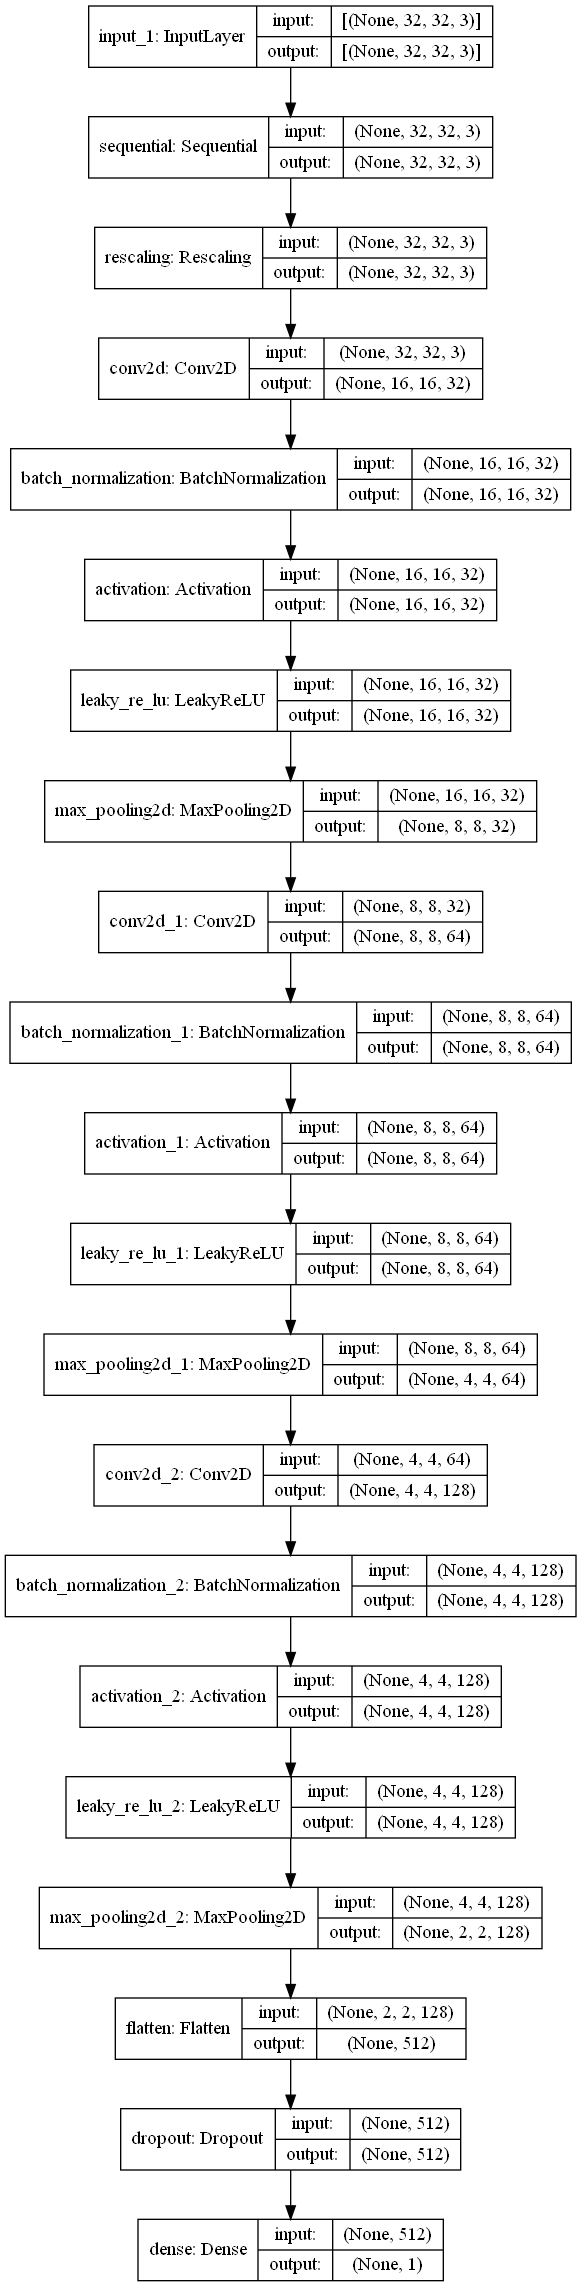 input_1: InputLayer
input:
[(None, 32, 32, 3)]
output:
[(None, 32, 32, 3)]
sequential: Sequential
input:
(None, 32, 32, 3)
output:
(None, 32, 32, 3)
rescaling: Rescaling
input:
(None, 32, 32, 3)
output:
(None, 32, 32, 3)
conv2d: Conv2D
input:
(None, 32, 32, 3)
output:
(None, 16, 16, 32)
batch_normalization: BatchNormalization
input:
(None, 16, 16, 32)
output:
(None, 16, 16, 32)
activation: Activation
input:
(None, 16, 16, 32)
output:
(None, 16, 16, 32)
leaky_re_lu: LeakyReLU
input:
(None, 16, 16, 32)
output:
(None, 16, 16, 32)
max_pooling2d: MaxPooling2D
input:
(None, 16, 16, 32)
output:
(None, 8, 8, 32)
conv2d_1: Conv2D
input:
(None, 8, 8, 32)
output:
(None, 8, 8, 64)
batch_normalization_1: BatchNormalization
input:
(None, 8, 8, 64)
output:
(None, 8, 8, 64)
activation_1: Activation
input:
(None, 8, 8, 64)
output:
(None, 8, 8, 64)
leaky_re_lu_1: LeakyReLU
input:
(None, 8, 8, 64)
output:
(None, 8, 8, 64)
max_pooling2d_1: MaxPooling2D
input:
(None, 8, 8, 64)
output:
(None, 4, 4, 64)
conv2d_2: Conv2D
input:
(None, 4, 4, 64)
output:
(None, 4, 4, 128)
batch_normalization_2: BatchNormalization
input:
(None, 4, 4, 128)
output:
(None, 4, 4, 128)
activation_2: Activation
input:
(None, 4, 4, 128)
output:
(None, 4, 4, 128)
leaky_re_lu_2: LeakyReLU
input:
(None, 4, 4, 128)
output:
(None, 4, 4, 128)
max_pooling2d_2: MaxPooling2D
input:
(None, 4, 4, 128)
output:
(None, 2, 2, 128)
flatten: Flatten
input:
(None, 2, 2, 128)
output:
(None, 512)
dropout: Dropout
input:
(None, 512)
output:
(None, 512)
dense: Dense
input:
(None, 512)
output:
(None, 1)